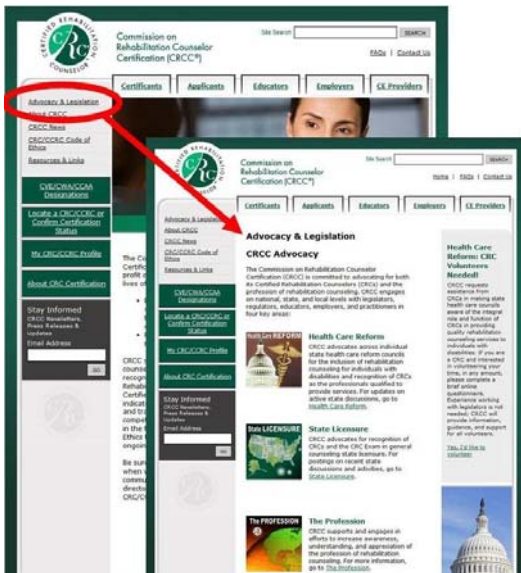 CERTIFIED REHABILITATION COUNSELOR
CRC
Commission on
Rehabilitation Counselor
Certification (CRCC®)
Site Search
SEARCH
FAQs | Contact Us
Certificants
Applicants
Educators
Employers
CE Providers
Advocacy & Legislation
About CRCC
CRCC News
CRC/CCRC Code of
Ethics
Resources & Links
CVE/CWA/CCAA
Designations
Locate a CRC/CCRC or
Confirm Certification
Status
My CRC/CCRC Profile
About CRC Certification
Stay Informed
CRCC Newsletters,
Press Releases &
Updates
Email Address
GO
Commission on
Rehabilitation Counselor
Certification (CRCC®)
Site Search
SEARCH
Home | FAQs | Contact Us
Certificants
Applicants
Educators
Employers
CE Providers
Advocacy & Legislation
About CRCC
CRCC News
CRC/CCRC Code of
Ethics
Resources & Links
CVE/CWA/CCAA
Designations
Locate a CRC/CCRC or
Confirm Certification
Status
My CRC/CCRC Profile
About CRC Certification
Stay Informed
CRCC Newsletters,
Press Releases &
Updates
Email Address
GO
Advocacy & Legislation
CRCC Advocacy
The Commission on Rehabilitation Counselor
Certification (CRCC) is committed to advocating for both
its Certified Rehabilitation Counselors (CRCs) and the
profession of rehabilitation counseling. CRCC engages
on national, state, and local levels with legislators,
regulators, educators, employers, and practitioners in
four key areas:
Health Care REFORM
Health Care Reform
CRCC advocates across individual
state health care reform councils
for the inclusion of rehabilitation
counseling for individuals with
disabilities and recognition of CRCs
as the professionals qualified to
provide services. For updates on
active state discussions, go to
Health Care Reform.
State LICENSURE
State Licensure
CRCC advocates for recognition of
CRCs and the CRC Exam in general
counseling state licensure. For
postings on recent state
discussions and activities, go to
State Licensure.
The PROFESSION
The Profession
CRCC supports and engages in
efforts to increase awareness,
understanding, and appreciation of
the profession of rehabilitation
counseling. For more information,
go to The Profession.
Health Care
Reform: CRC
Volunteers
Needed!
CRCC requests
assistance from
CRCs in making state
health care councils
aware of the integral
role and function of
CRCs in providing
quality rehabilitation
counseling services to
individuals with
disabilities. If you are
a CRC and interested
in volunteering your
time, in any amount,
please complete a
brief online
questionnaire.
Experience working
with legislators is not
needed; CRCC will
provide information,
guidance, and support
for all volunteers.
Yes, I'd like to
volunteer